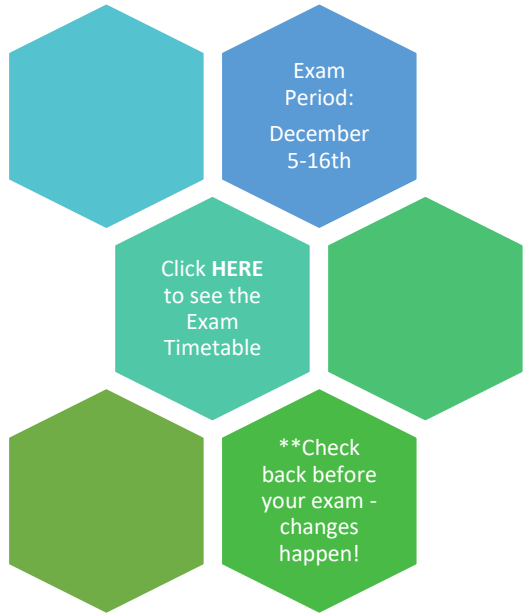 Exam
Period:
December
5-16th
Click HERE
to see the
Exam
Timetable
**Check
back before
your exam -
changes
happen!